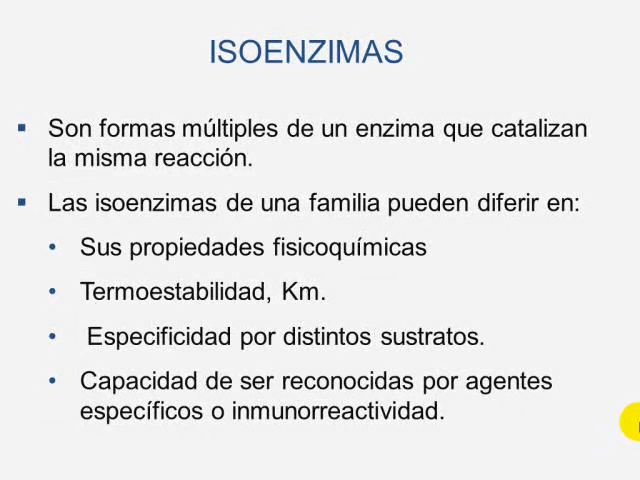 ISOENZIMAS
▪ Son formas múltiples de un enzima que catalizan
la misma reacción.
▪ Las isoenzimas de una familia pueden diferir en:
• Sus propiedades fisicoquímicas
• Termoestabilidad, Km.
• Especificidad por distintos sustratos.
• Capacidad de ser reconocidas por agentes
específicos o inmunorreactividad.